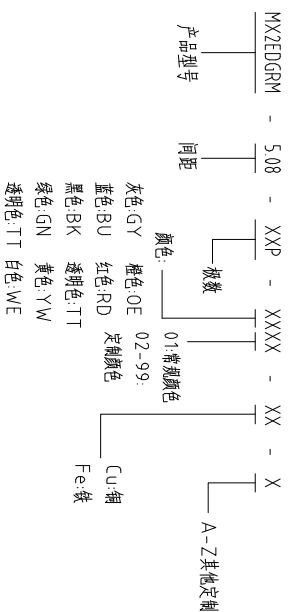 MX2EDGRM - 5.08 - XXP - XXXX - XX - X
产品型号
间距
极数
颜色:
灰色:GY 橙色:OE
蓝色:BU 红色:RD
黑色:BK 透明色:TT
绿色:GN 黄色:YW
透明色:TT 白色:WE
01:常规颜色
02-99:
定制颜色
Cu:铜
Fe:铁
A-Z其他定制